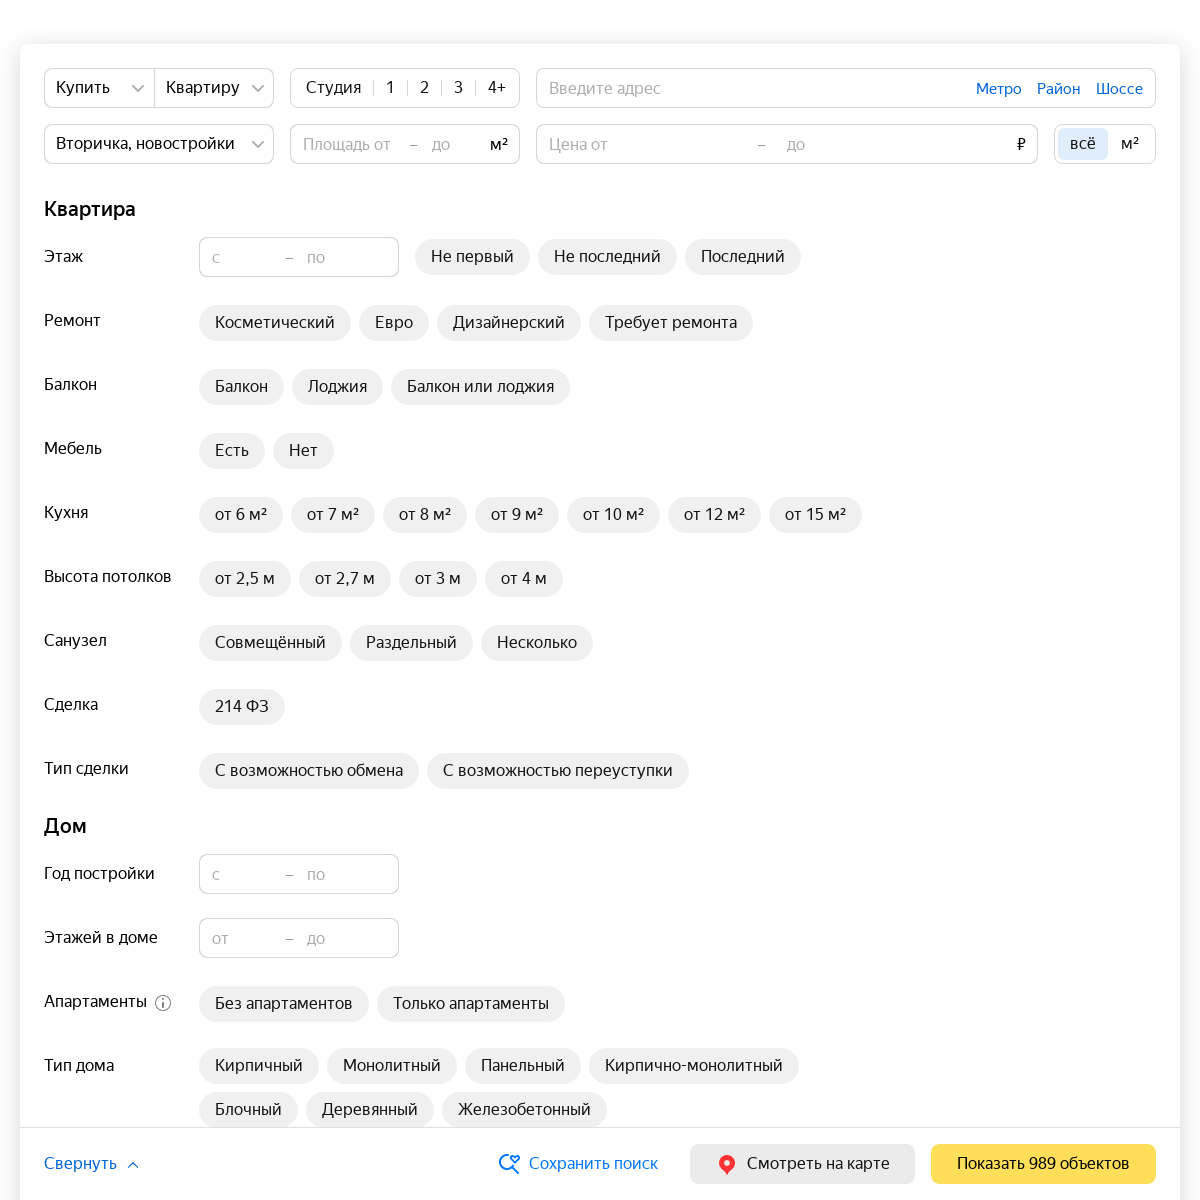 Купить Квартиру Студия 1 2 3 4+ Введите адрес Метро Район Шоссе
Вторичка, новостройки Площадь от – до м² Цена от – до ₽ всё м²
Квартира
Этаж с – по Не первый Не последний Последний
Ремонт Косметический Евро Дизайнерский Требует ремонта
Балкон Балкон Лоджия Балкон или лоджия
Мебель Есть Нет
Кухня от 6 м² от 7 м² от 8 м² от 9 м² от 10 м² от 12 м² от 15 м²
Высота потолков от 2,5 м от 2,7 м от 3 м от 4 м
Санузел Совмещённый Раздельный Несколько
Сделка 214 ФЗ
Тип сделки С возможностью обмена С возможностью переуступки
Дом
Год постройки с – по
Этажей в доме от – до
Апартаменты Без апартаментов Только апартаменты
Тип дома Кирпичный Монолитный Панельный Кирпично-монолитный
Блочный Деревянный Железобетонный
Свернуть Сохранить поиск Смотреть на карте Показать 989 объектов